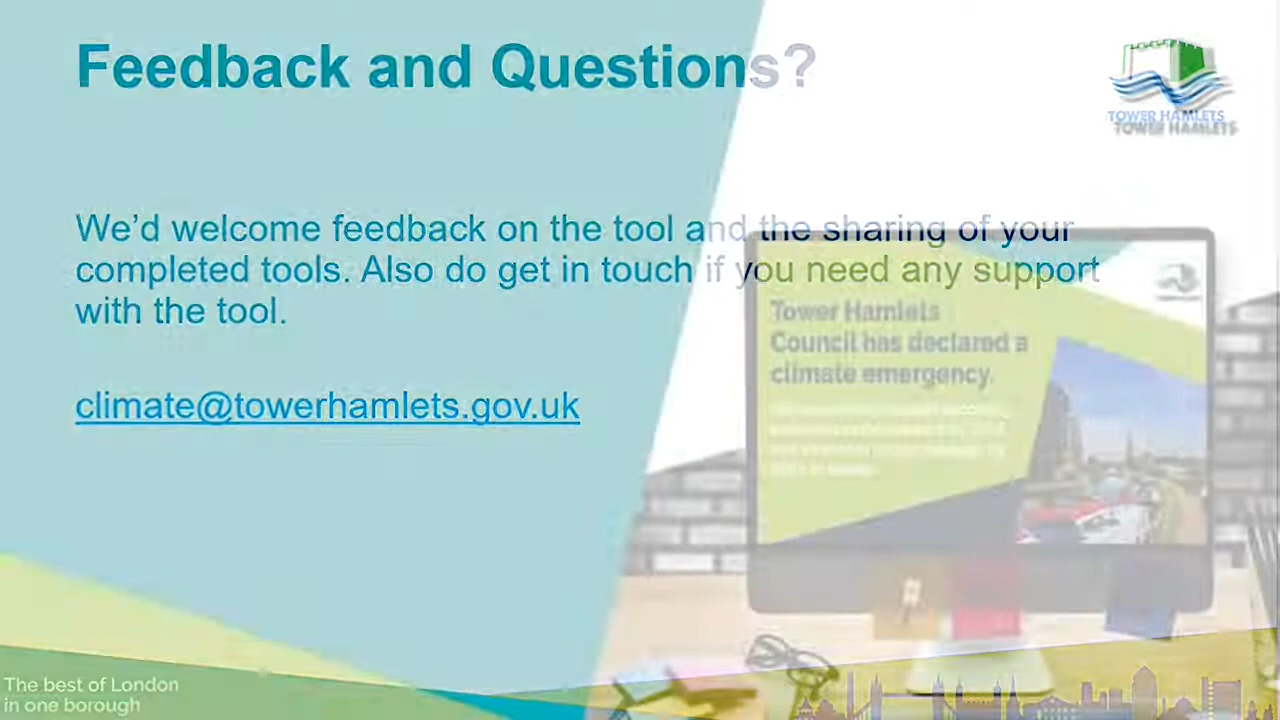 Feedback and Questions?
TOWER HAMLETS
TOWER HAMLETS
We'd welcome feedback on the tool and the sharing of your
completed tools. Also do get in touch if you need any support
with the tool.
climate@towerhamlets.gov.uk
Tower Hamlets
Council has declared a
climate emergency.
#
The best of London
in one borough